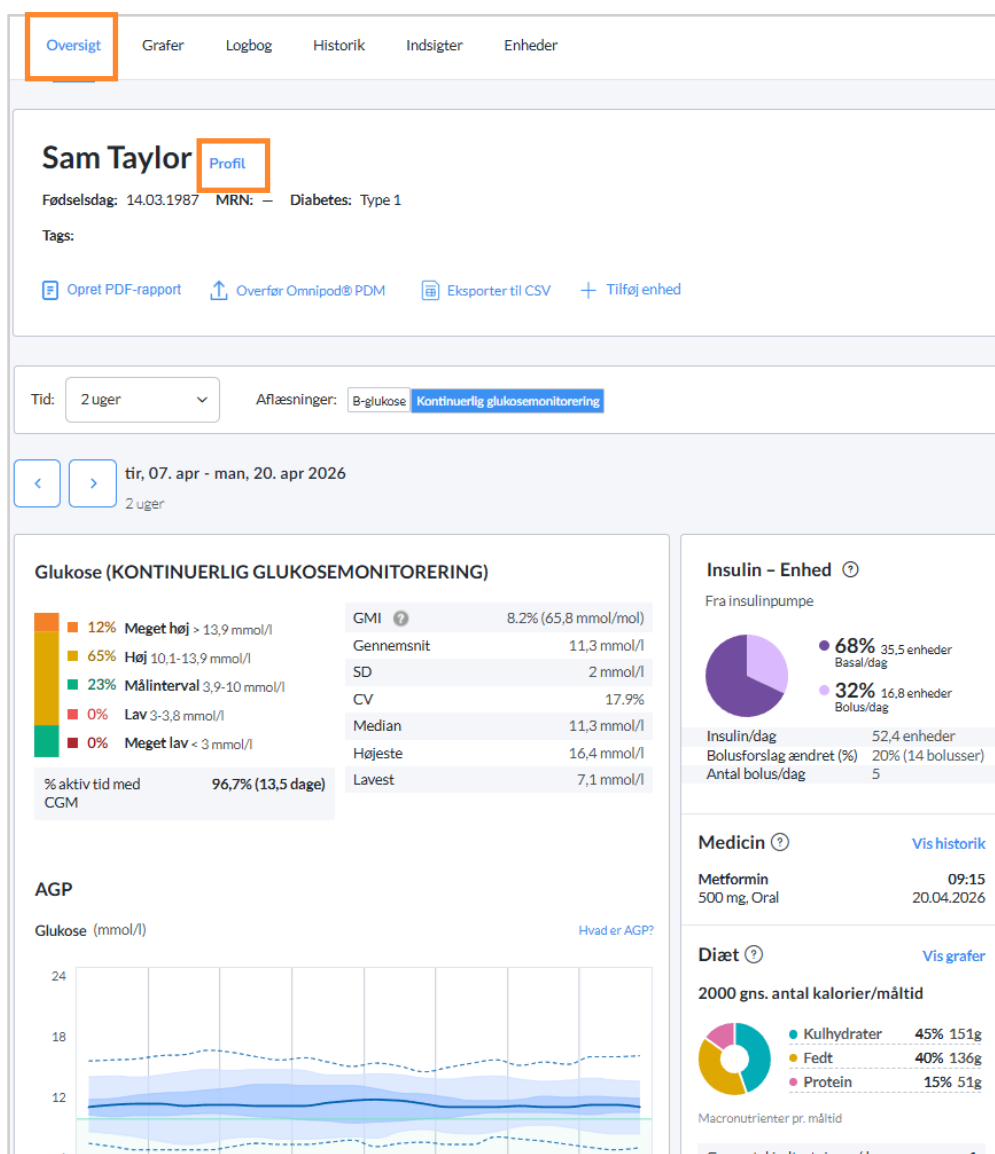 Oversigt Grafer Logbog Historik Indsigter Enheder
Sam Taylor Profil
Fødselsdag: 14.03.1987 MRN: — Diabetes: Type 1
Tags:
Opret PDF-rapport Overfør Omnipod® PDM Eksporter til CSV Tilføj enhed
Tid: 2 uger Aflæsninger: B-glukose Kontinuerlig glukosemonitorering
tir, 07. apr - man, 20. apr 2026
2 uger
Glukose (KONTINUERLIG GLUKOSEMONITORERING)
12% Meget høj > 13,9 mmol/l
65% Høj 10,1-13,9 mmol/l
23% Målinterval 3,9-10 mmol/l
0% Lav 3-3,8 mmol/l
0% Meget lav < 3 mmol/l
% aktiv tid med CGM 96,7% (13,5 dage)
GMI 8.2% (65,8 mmol/mol)
Gennemsnit 11,3 mmol/l
SD 2 mmol/l
CV 17.9%
Median 11,3 mmol/l
Højeste 16,4 mmol/l
Lavest 7,1 mmol/l
AGP
Glukose (mmol/l) Hvad er AGP?
24
18
12
Insulin – Enhed
Fra insulinpumpe
68% 35,5 enheder
Basal/dag
32% 16,8 enheder
Bolus/dag
Insulin/dag 52,4 enheder
Bolusforslag ændret (%) 20% (14 bolusser)
Antal bolus/dag 5
Medicin Vis historik
Metformin 09:15
500 mg, Oral 20.04.2026
Diæt Vis grafer
2000 gns. antal kalorier/måltid
Kulhydrater 45% 151g
Fedt 40% 136g
Protein 15% 51g
Macronutrienter pr. måltid